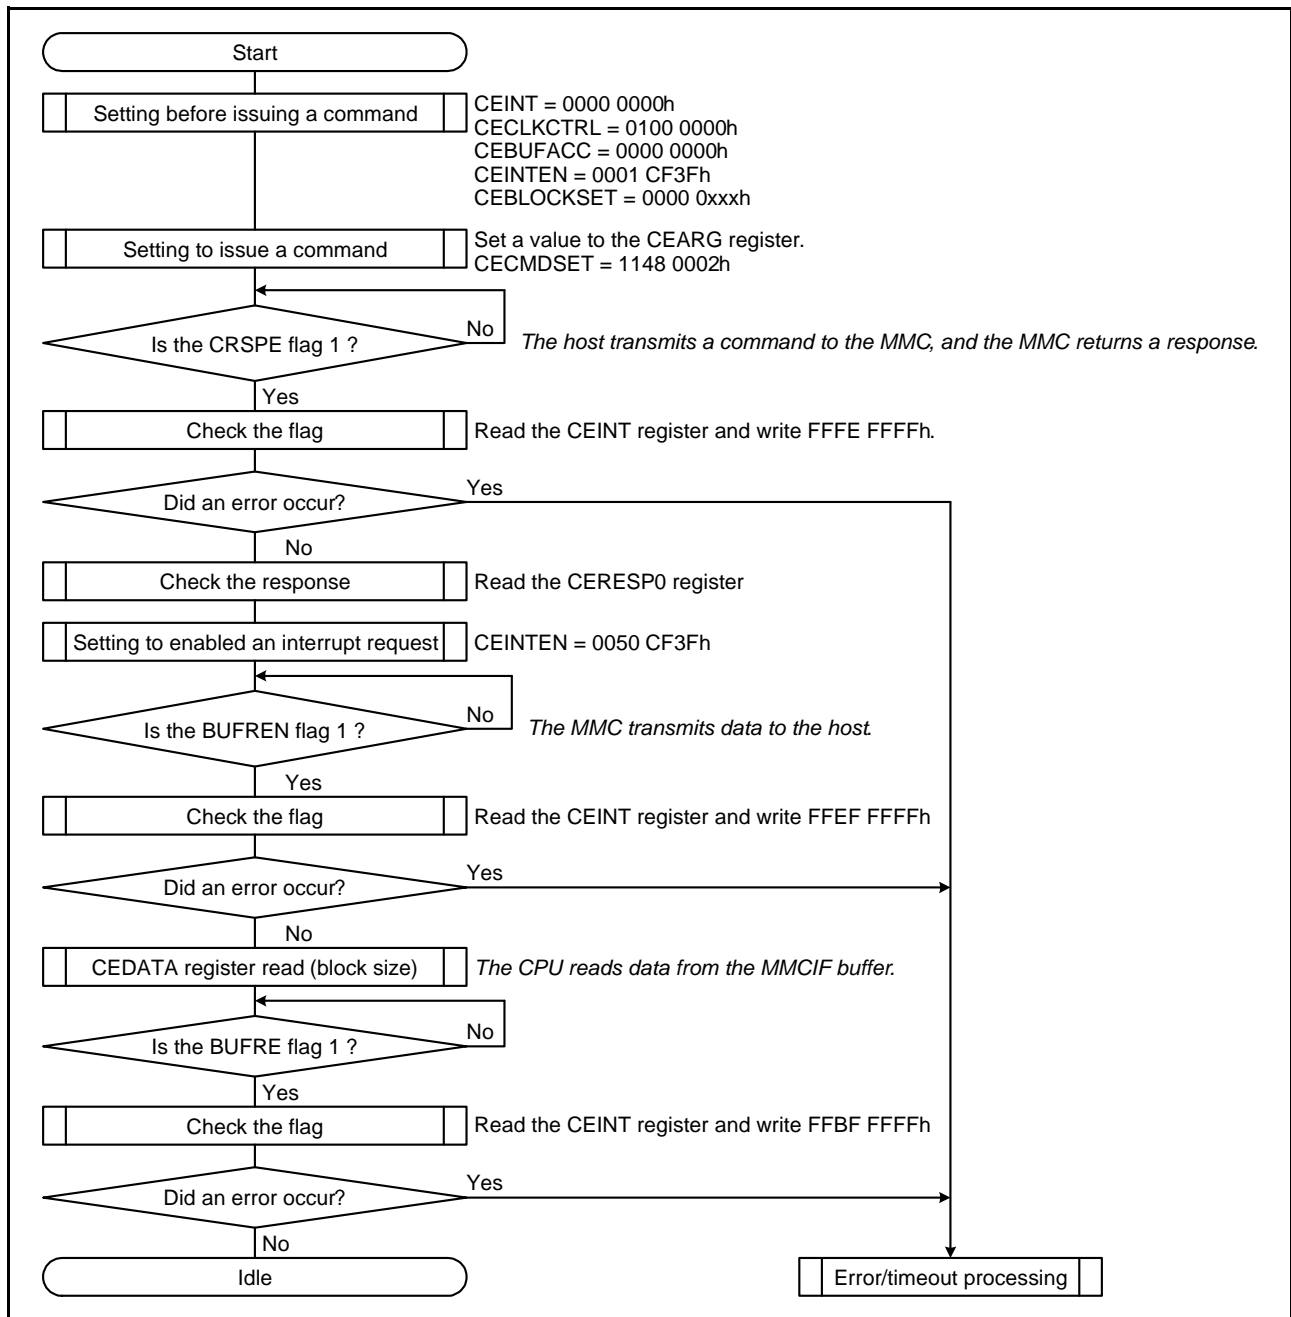 Start
Setting before issuing a command
CEINT = 0000 0000h
CECLKCTRL = 0100 0000h
CEBUFACC = 0000 0000h
CEINTEN = 0001 CF3Fh
CEBLOCKSET = 0000 0xxxh
Setting to issue a command
Set a value to the CEARG register.
CECMDSET = 1148 0002h
Is the CRSPE flag 1 ?
No
The host transmits a command to the MMC, and the MMC returns a response.
Yes
Check the flag
Read the CEINT register and write FFFE FFFFh.
Did an error occur?
Yes
No
Check the response
Read the CERESP0 register
Setting to enabled an interrupt request
CEINTEN = 0050 CF3Fh
Is the BUFREN flag 1 ?
No
The MMC transmits data to the host.
Yes
Check the flag
Read the CEINT register and write FFEF FFFFh
Did an error occur?
Yes
No
CEDATA register read (block size)
The CPU reads data from the MMCIF buffer.
Is the BUFRE flag 1 ?
No
Yes
Check the flag
Read the CEINT register and write FFBF FFFFh
Did an error occur?
Yes
No
Idle
Error/timeout processing